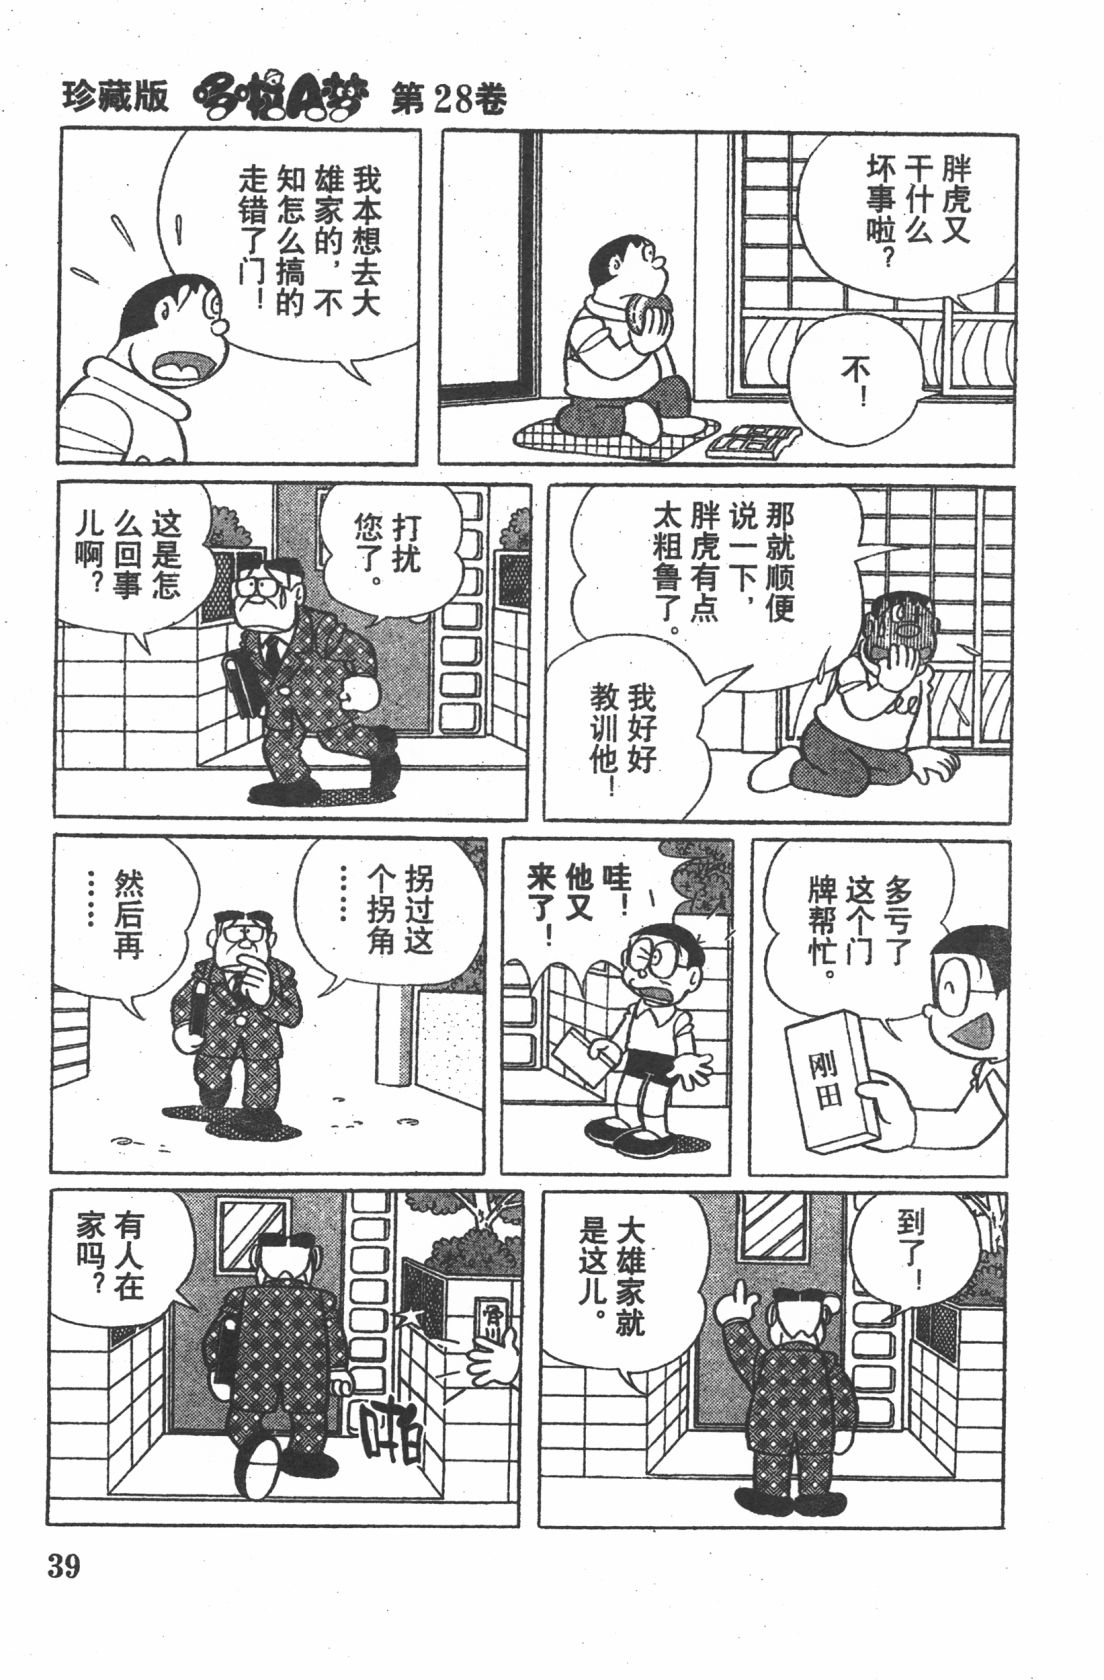 珍藏版 哆啦A梦 第28卷
胖虎又
干什么
坏事啦？
不！
我本想去大
雄家的，不
知怎么搞的
走错了门！
那就顺便
说一下，
胖虎有点
太粗鲁了。
我好好
教训他！
打扰
您了。
这是怎
么回事
儿啊？
多亏了
这个门
牌帮忙。
刚田
哇！
他又
来了！
拐过这
个拐角
……
然后再
……
到了！
大雄家就
是这儿。
有人在
家吗？
啪
39